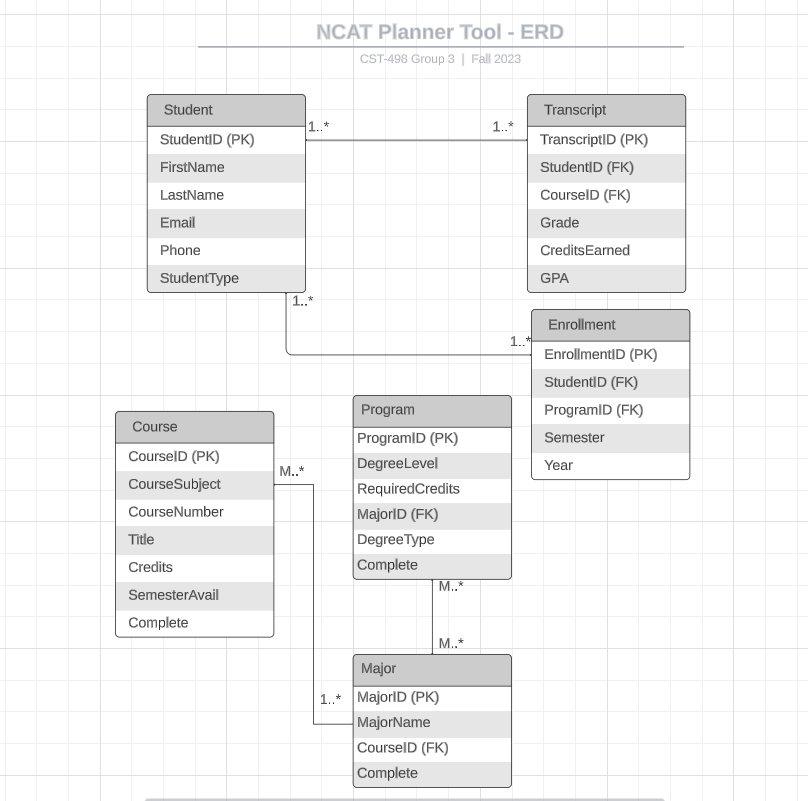 NCAT Planner Tool - ERD
CST-498 Group 3 | Fall 2023
Student
StudentID (PK)
FirstName
LastName
Email
Phone
StudentType
1..*
1..*
Transcript
TranscriptID (PK)
StudentID (FK)
CourseID (FK)
Grade
CreditsEarned
GPA
1..*
1..*
Enrollment
EnrollmentID (PK)
StudentID (FK)
ProgramID (FK)
Semester
Year
Course
CourseID (PK)
CourseSubject
CourseNumber
Title
Credits
SemesterAvail
Complete
M..*
Program
ProgramID (PK)
DegreeLevel
RequiredCredits
MajorID (FK)
DegreeType
Complete
M..*
M..*
1..*
Major
MajorID (PK)
MajorName
CourseID (FK)
Complete